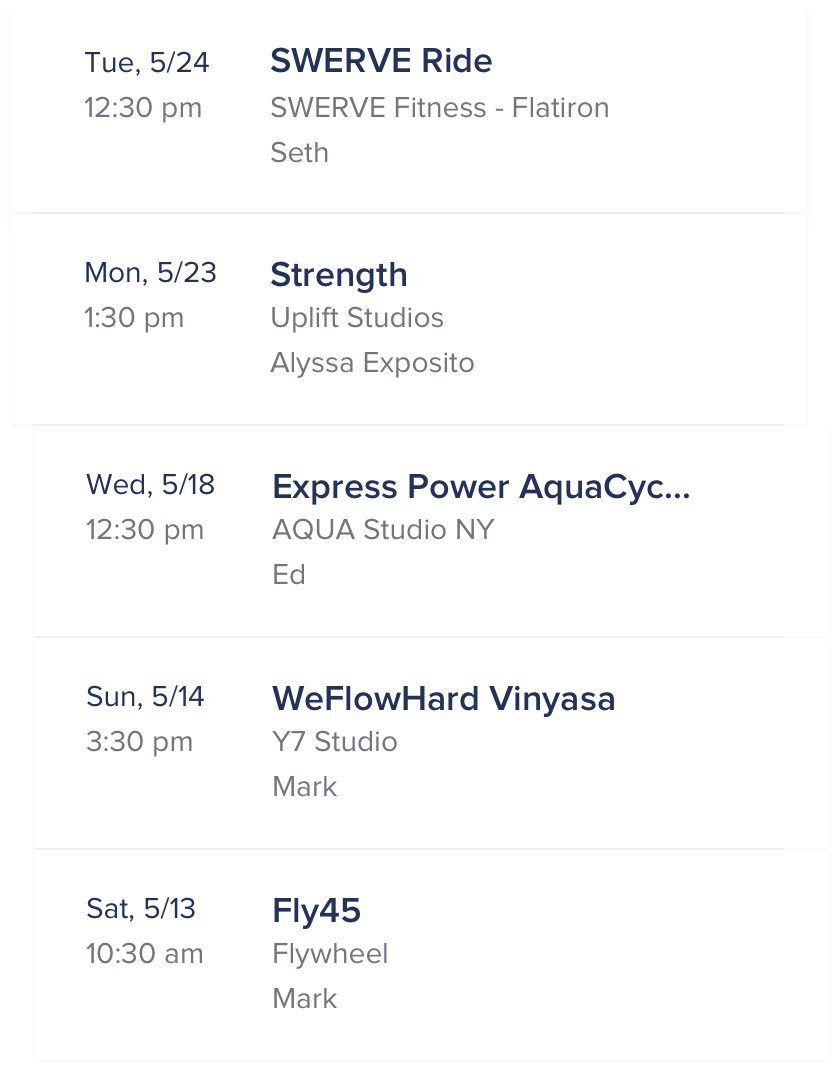 Tue, 5/24
12:30 pm
SWERVE Ride
SWERVE Fitness - Flatiron
Seth
Mon, 5/23
1:30 pm
Strength
Uplift Studios
Alyssa Exposito
Wed, 5/18
12:30 pm
Express Power AquaCyc...
AQUA Studio NY
Ed
Sun, 5/14
3:30 pm
WeFlowHard Vinyasa
Y7 Studio
Mark
Sat, 5/13
10:30 am
Fly45
Flywheel
Mark